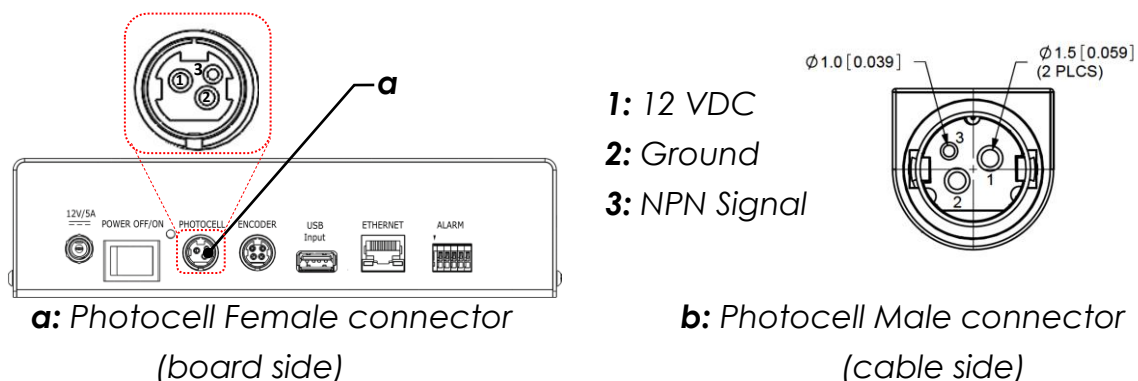 1
3
2
a
12V/5A
POWER OFF/ON
PHOTOCELL
ENCODER
USB
Input
ETHERNET
ALARM
a: Photocell Female connector
(board side)
1: 12 VDC
2: Ground
3: NPN Signal
Ø1.0 [0.039]
Ø1.5 [0.059]
(2 PLCS)
3
1
2
b: Photocell Male connector
(cable side)